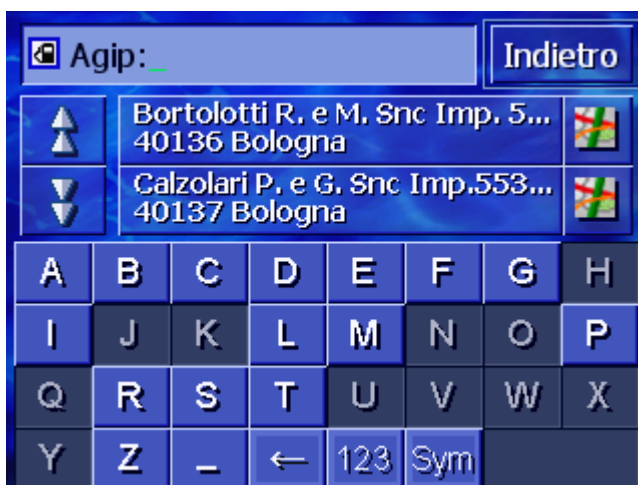 Agip:_
Indietro
Bortolotti R. e M. Snc Imp. 5...
40136 Bologna
Calzolari P. e G. Snc Imp.553...
40137 Bologna
A B C D E F G H
I J K L M N O P
Q R S T U V W X
Y Z _ ← 123 Sym